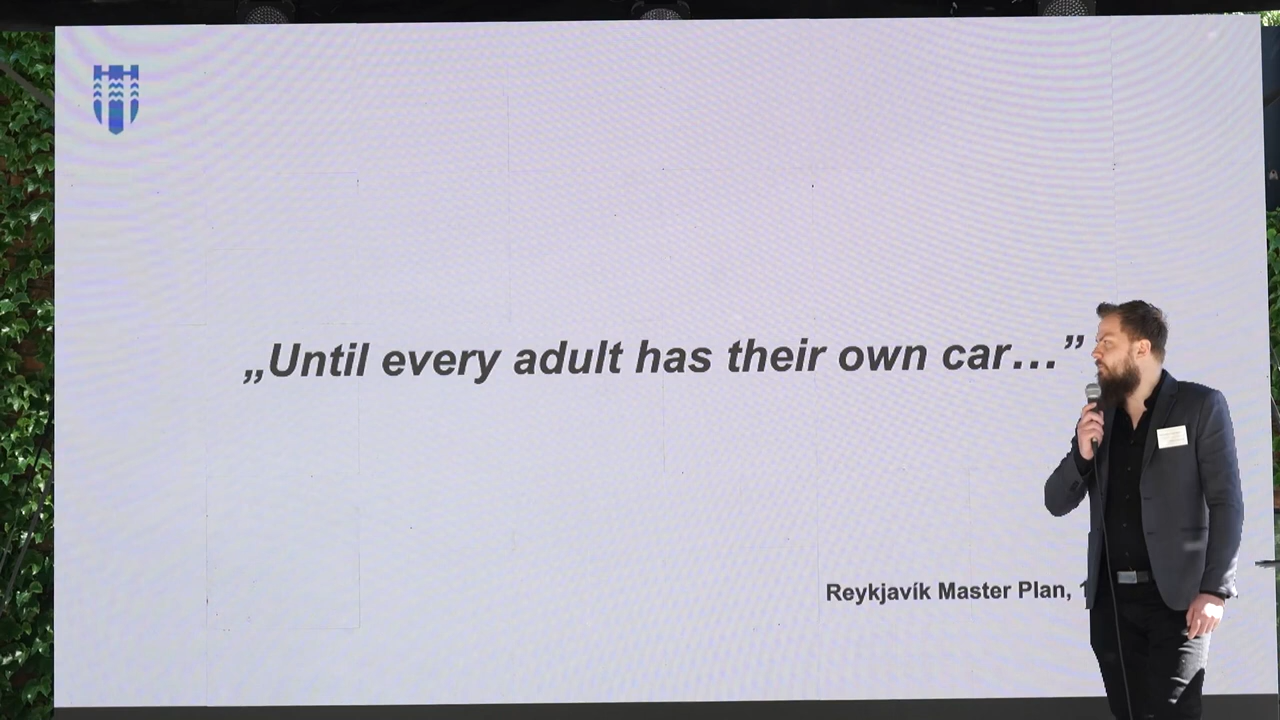 „Until every adult has their own car…”
Reykjavík Master Plan,